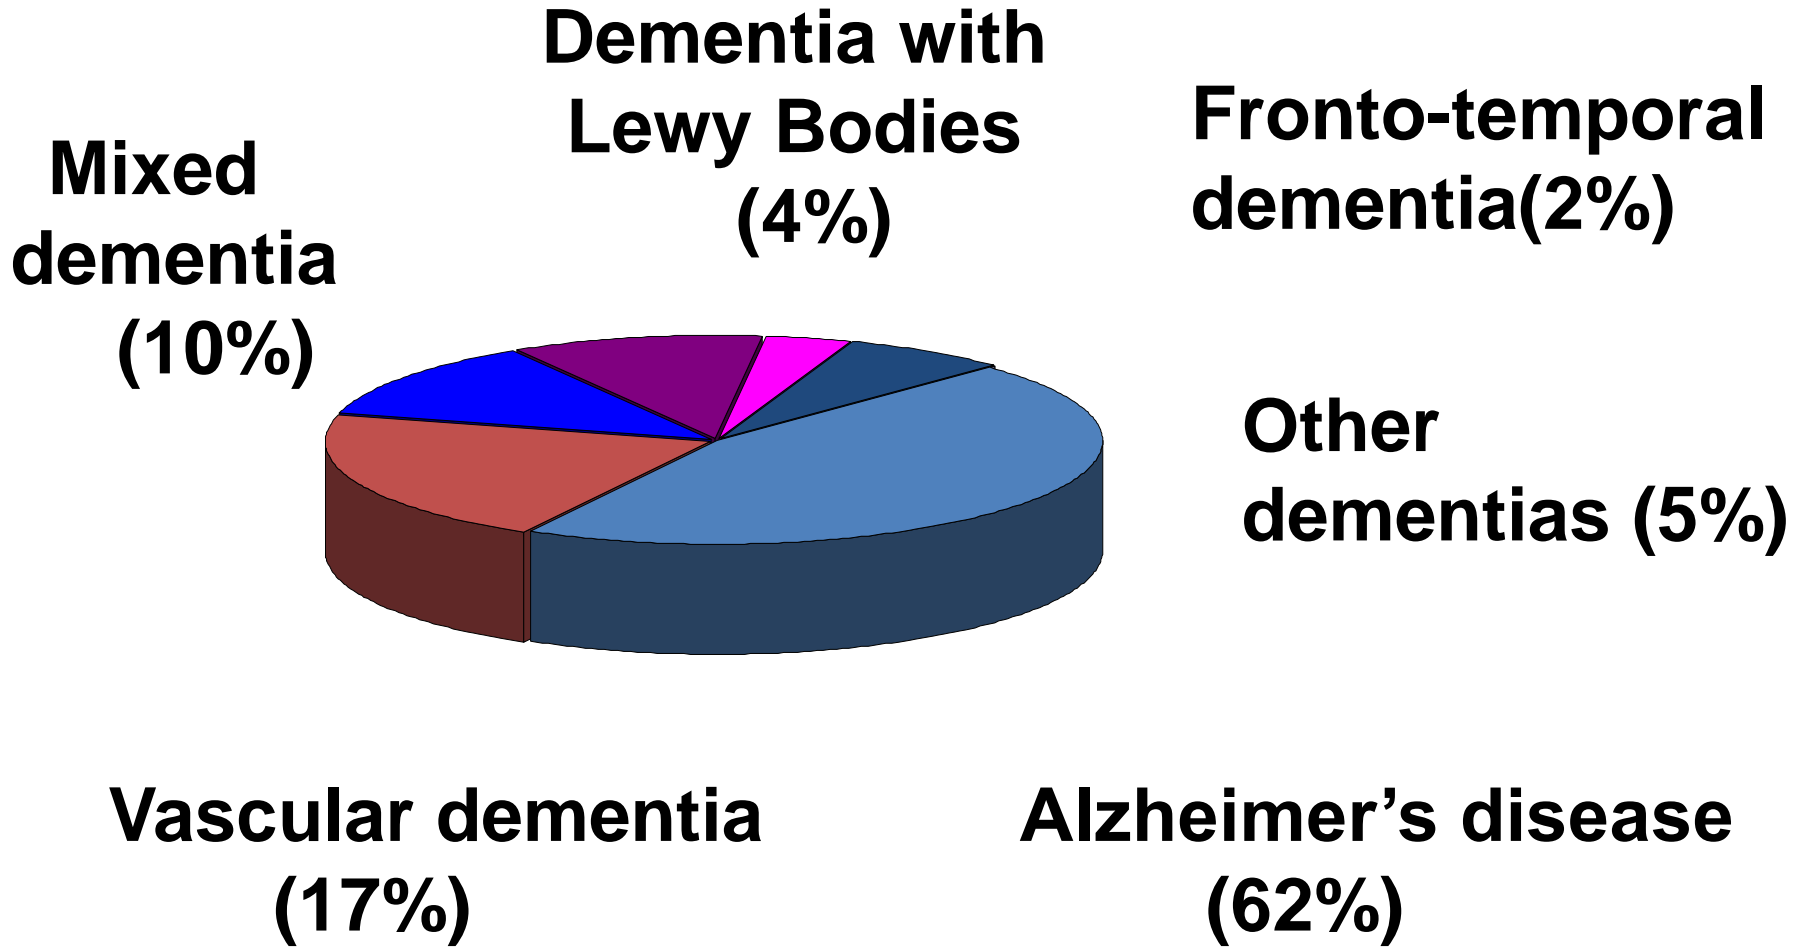 Dementia with
Lewy Bodies
(4%)
Fronto-temporal
dementia(2%)
Mixed
dementia
(10%)
Other
dementias (5%)
Vascular dementia
(17%)
Alzheimer’s disease
(62%)